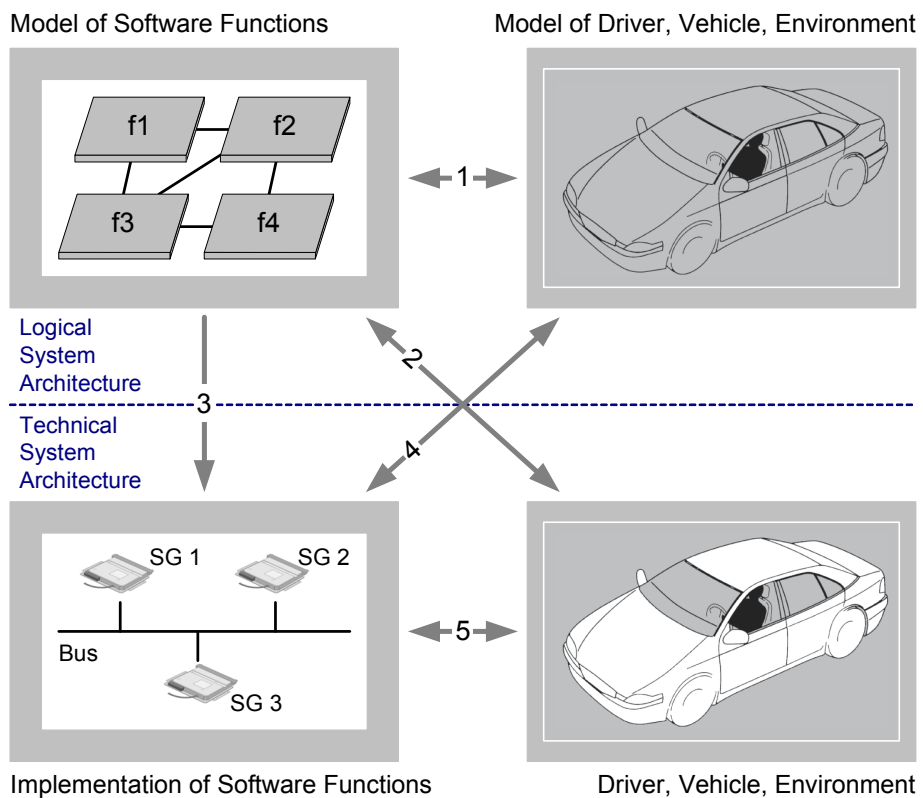 Model of Software Functions
Model of Driver, Vehicle, Environment
f1
f2
f3
f4
1
Logical
System
Architecture
2
3
Technical
System
Architecture
4
SG 1
SG 2
Bus
SG 3
5
Implementation of Software Functions
Driver, Vehicle, Environment